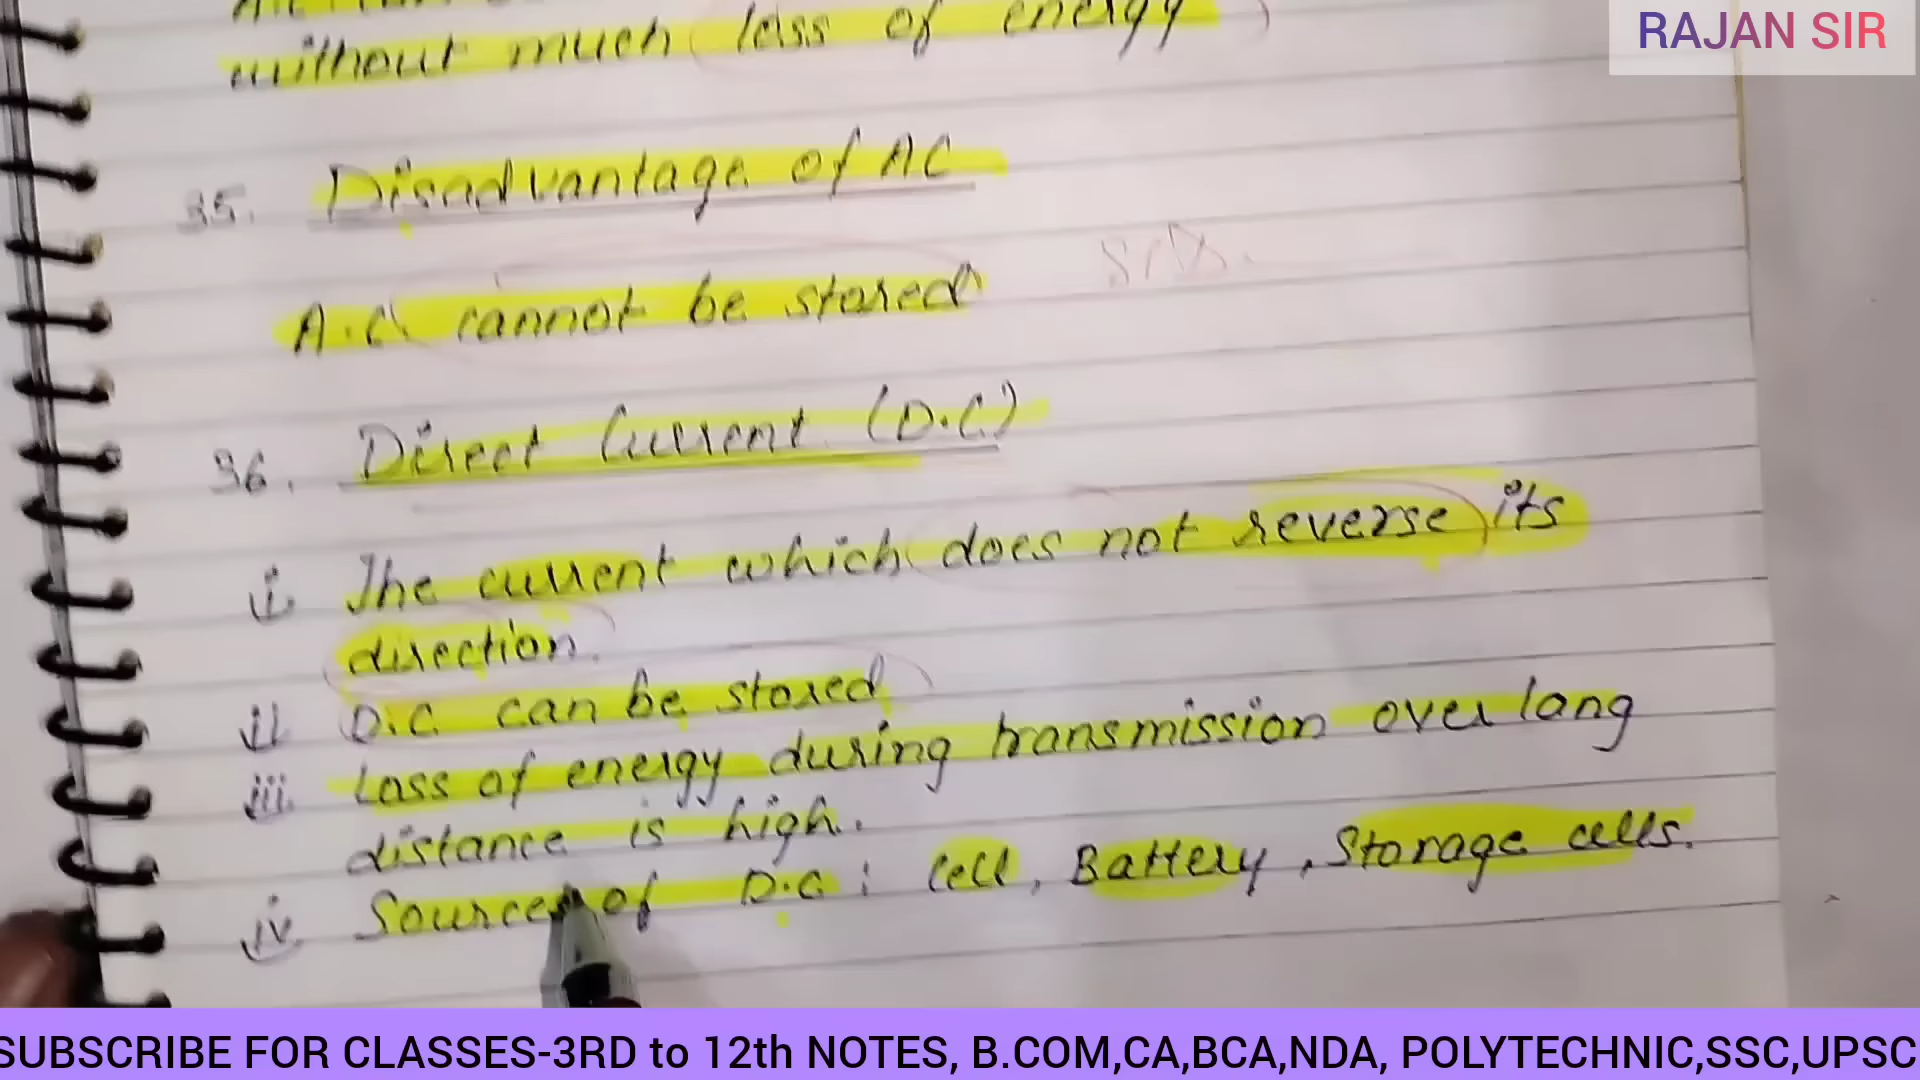 without much loss of energy
RAJAN SIR
35. Disadvantage of AC
A.C cannot be stored
36. Direct Current (D.C)
i. The current which does not reverse its
direction.
ii. D.C can be stored
iii. Loss of energy during transmission over long
distance is high.
iv. Sources of D.C : Cell, Battery, Storage cells.
SUBSCRIBE FOR CLASSES-3RD to 12th NOTES, B.COM,CA,BCA,NDA, POLYTECHNIC,SSC,UPSC